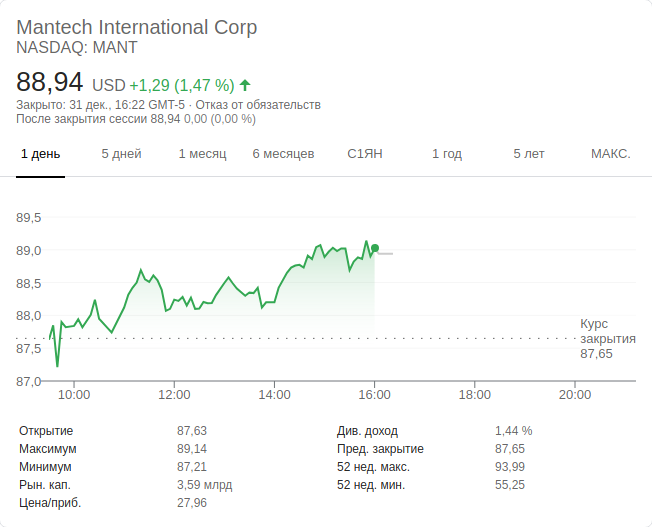 Mantech International Corp
NASDAQ: MANT
88,94 USD +1,29 (1,47 %)
Закрыто: 31 дек., 16:22 GMT-5 · Отказ от обязательств
После закрытия сессии 88,94 0,00 (0,00 %)
1 день 5 дней 1 месяц 6 месяцев С1ЯН 1 год 5 лет МАКС.
89,5
89,0
88,5
88,0
87,5
87,0
Курс
закрытия
87,65
10:00 12:00 14:00 16:00 18:00 20:00
Открытие 87,63 Див. доход 1,44 %
Максимум 89,14 Пред. закрытие 87,65
Минимум 87,21 52 нед. макс. 93,99
Рын. кап. 3,59 млрд 52 нед. мин. 55,25
Цена/приб. 27,96